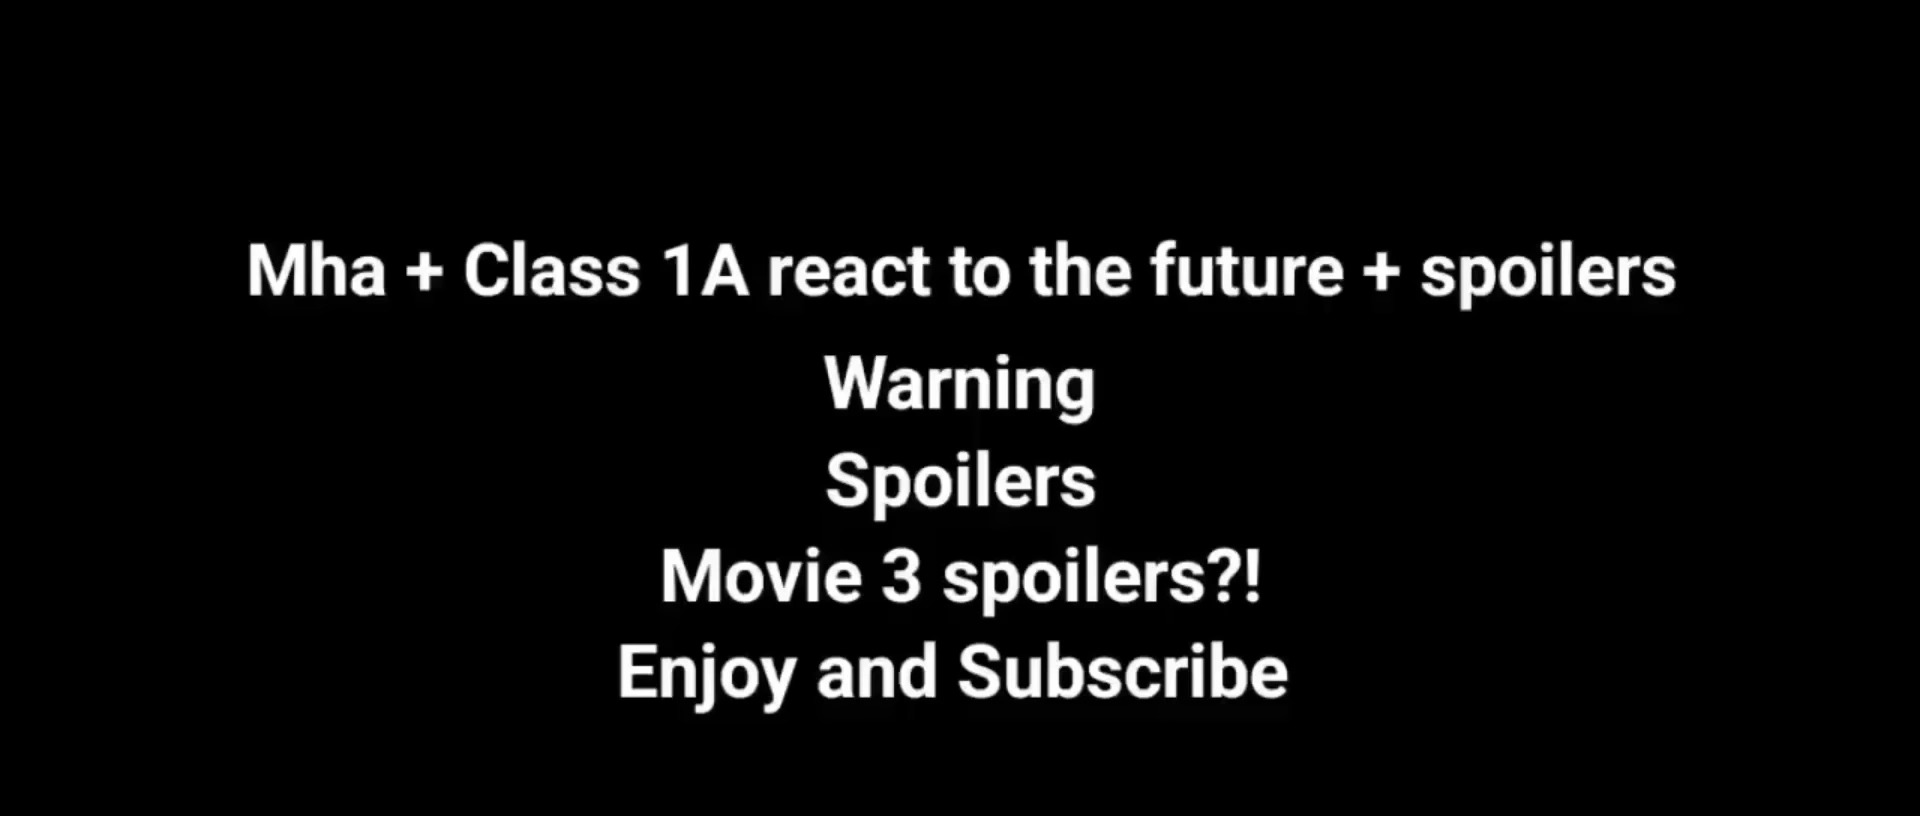 Mha + Class 1A react to the future + spoilers
Warning
Spoilers
Movie 3 spoilers?!
Enjoy and Subscribe